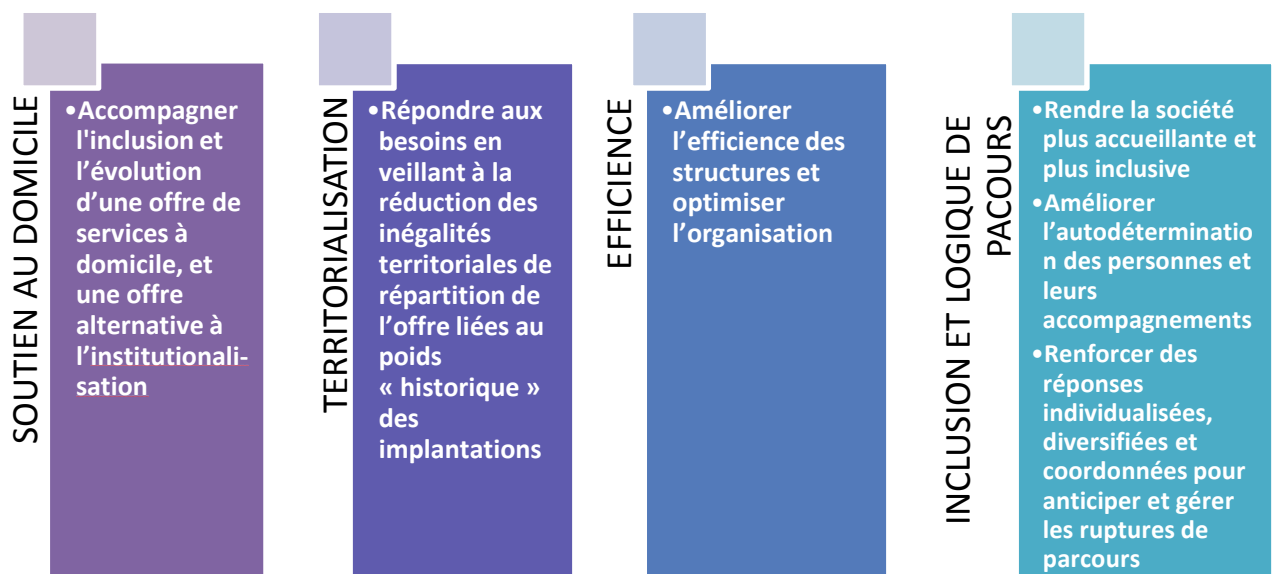 SOUTIEN AU DOMICILE
•Accompagner
l'inclusion et
l’évolution
d’une offre de
services à
domicile, et
une offre
alternative à
l’institutionali-
sation
TERRITORIALISATION
•Répondre aux
besoins en
veillant à la
réduction des
inégalités
territoriales de
répartition de
l’offre liées au
poids
« historique »
des
implantations
EFFICIENCE
•Améliorer
l’efficience des
structures et
optimiser
l’organisation
INCLUSION ET LOGIQUE DE
PACOURS
•Rendre la société
plus accueillante et
plus inclusive
•Améliorer
l’autodéterminatio
n des personnes et
leurs
accompagnements
•Renforcer des
réponses
individualisées,
diversifiées et
coordonnées pour
anticiper et gérer
les ruptures de
parcours